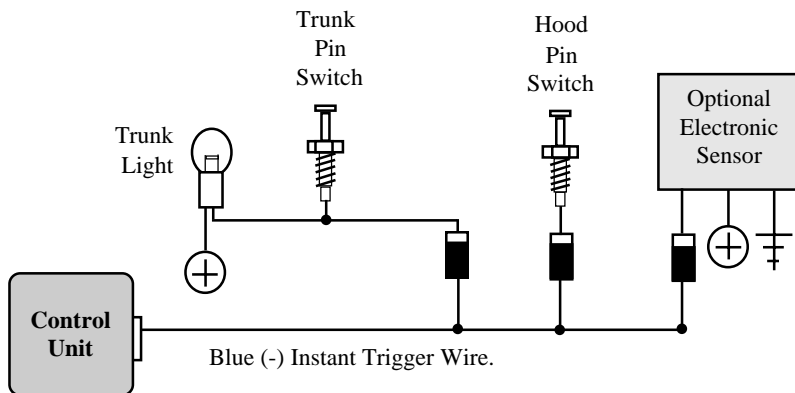 Trunk
Pin
Switch
Hood
Pin
Switch
Trunk
Light
Optional
Electronic
Sensor
Control
Unit
Blue (-) Instant Trigger Wire.